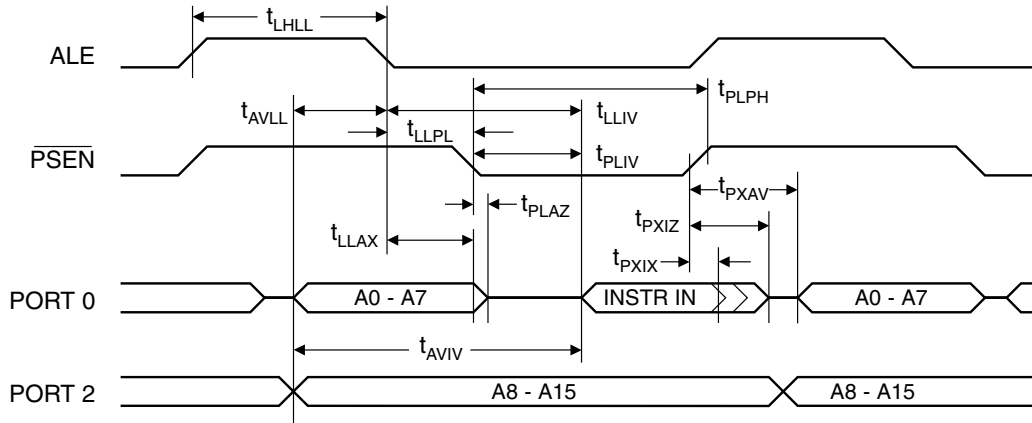 tLHLL
ALE
tPLPH
tAVLL
tLLIV
tLLPL
PSEN
tPLIV
tPXAV
tPLAZ
tPXIZ
tLLAX
tPXIX
PORT 0
A0 - A7
INSTR IN
A0 - A7
tAVIV
PORT 2
A8 - A15
A8 - A15